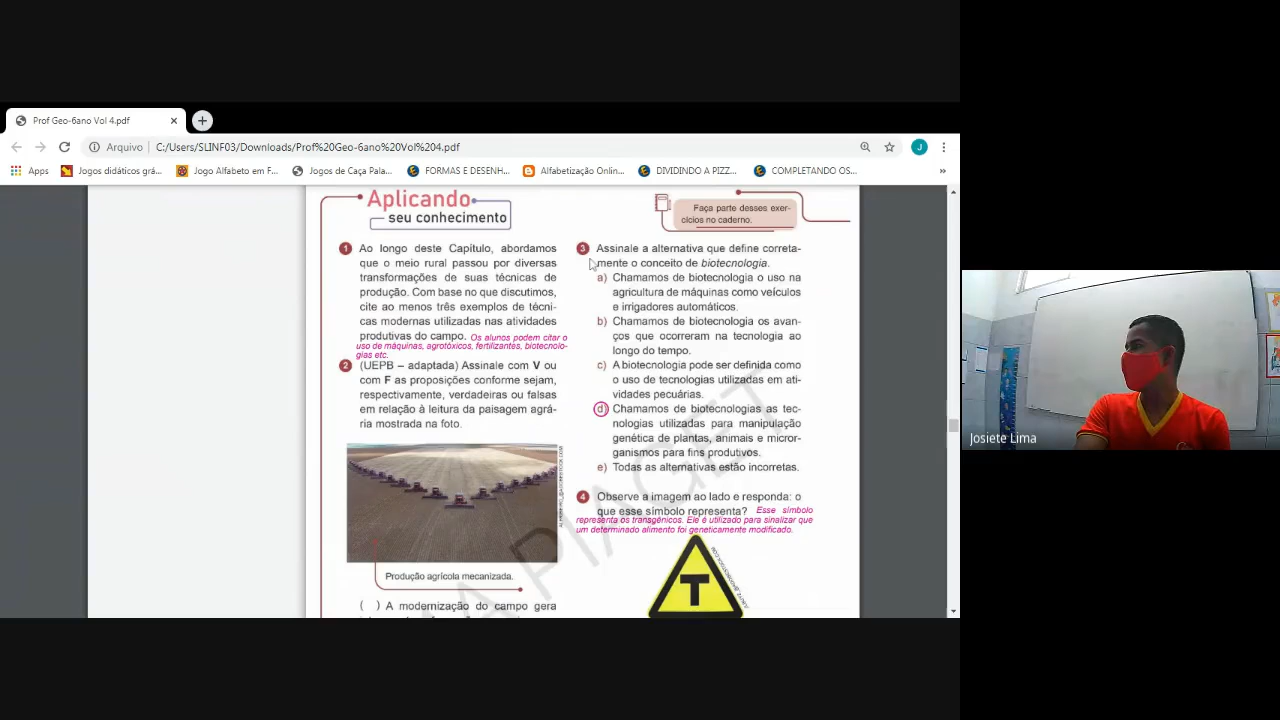 Prof Geo-6ano Vol 4.pdf
Arquivo
C:/Users/SLINF03/Downloads/Prof%20Geo-6ano%20Vol%204.pdf
J
Apps
Jogos didáticos grá...
Jogo Alfabeto em F...
Jogos de Caça Pala...
FORMAS E DESENH...
Alfabetização Onlin...
DIVIDINDO A PIZZ...
COMPLETANDO OS...
»
Aplicando
seu conhecimento
Faça parte desses exer-
cícios no caderno.
1 Ao longo deste Capítulo, abordamos
que o meio rural passou por diversas
transformações de suas técnicas de
produção. Com base no que discutimos,
cite ao menos três exemplos de técni-
cas modernas utilizadas nas atividades
produtivas do campo. Os alunos podem citar o
uso de máquinas, agrotóxicos, fertilizantes, biotecnolo-
gias etc.
2 (UEPB – adaptada) Assinale com V ou
com F as proposições conforme sejam,
respectivamente, verdadeiras ou falsas
em relação à leitura da paisagem agrá-
ria mostrada na foto.
Produção agrícola mecanizada.
( ) A modernização do campo gera
3 Assinale a alternativa que define correta-
mente o conceito de biotecnologia.
a) Chamamos de biotecnologia o uso na
agricultura de máquinas como veículos
e irrigadores automáticos.
b) Chamamos de biotecnologia os avan-
ços que ocorreram na tecnologia ao
longo do tempo.
c) A biotecnologia pode ser definida como
o uso de tecnologias utilizadas em ati-
vidades pecuárias.
d) Chamamos de biotecnologias as tec-
nologias utilizadas para manipulação
genética de plantas, animais e micror-
ganismos para fins produtivos.
e) Todas as alternativas estão incorretas.
4 Observe a imagem ao lado e responda: o
que esse símbolo representa? Esse símbolo
representa os transgênicos. Ele é utilizado para sinalizar que
um determinado alimento foi geneticamente modificado.
T
A PIAGET
Josiete Lima